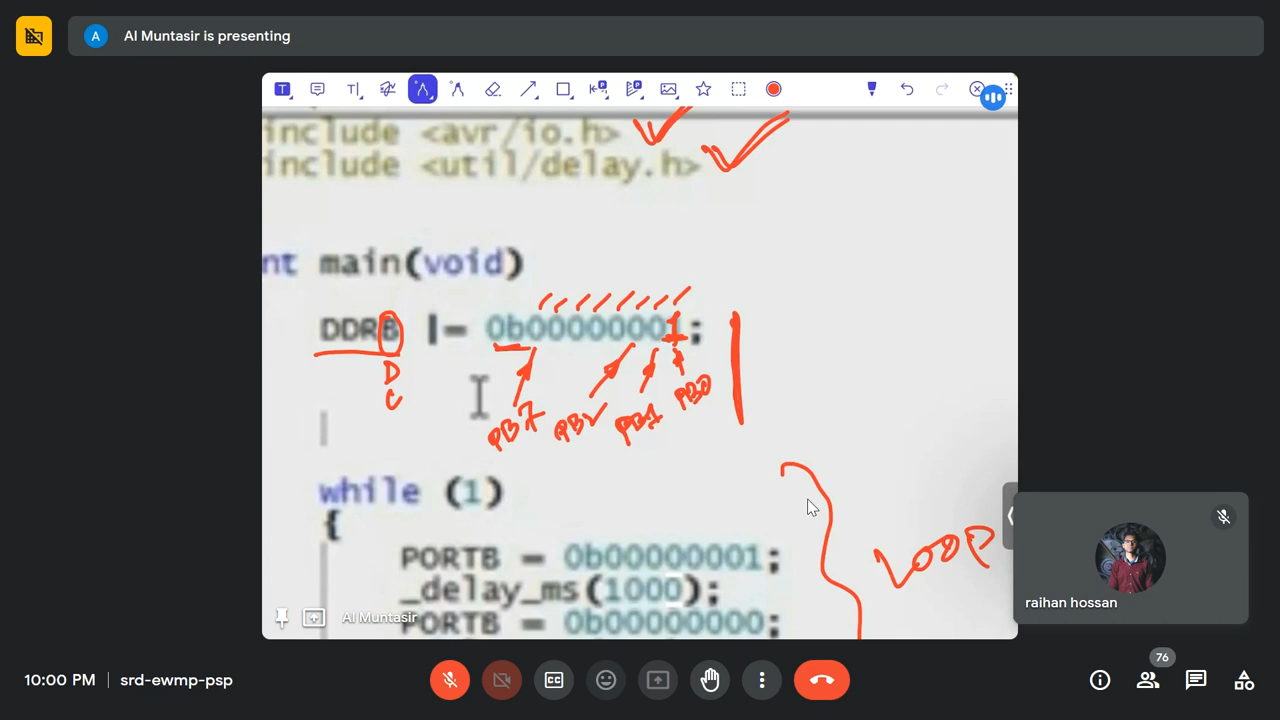 A Al Muntasir is presenting
include <avr/io.h>
include <util/delay.h>
nt main(void)
DDRB |= 0b00000001;
D
C
PB7 PB2 PB1 PB0
while (1)
{
PORTB = 0b00000001;
_delay_ms(1000);
PORTB = 0b00000000;
LOOP
Al Muntasir
raihan hossan
10:00 PM | srd-ewmp-psp
76